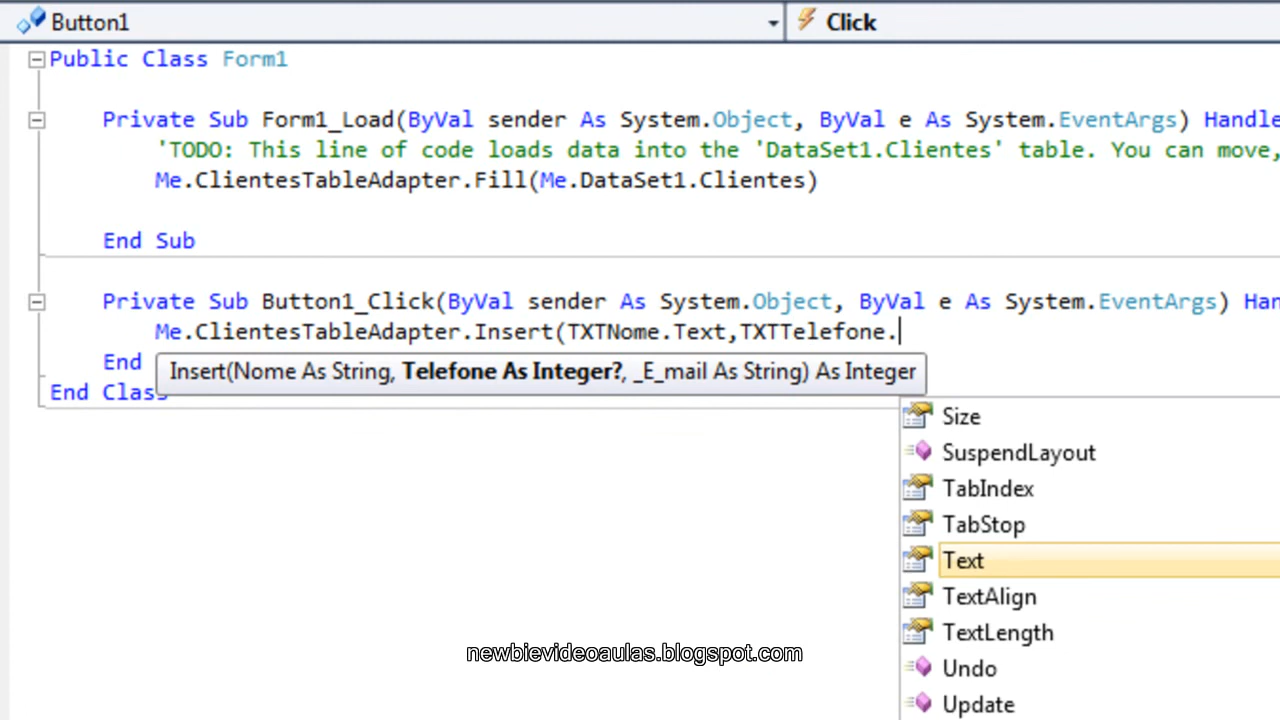 Button1 Click
Public Class Form1
Private Sub Form1_Load(ByVal sender As System.Object, ByVal e As System.EventArgs) Handle
'TODO: This line of code loads data into the 'DataSet1.Clientes' table. You can move,
Me.ClientesTableAdapter.Fill(Me.DataSet1.Clientes)
End Sub
Private Sub Button1_Click(ByVal sender As System.Object, ByVal e As System.EventArgs) Han
Me.ClientesTableAdapter.Insert(TXTNome.Text,TXTTelefone.
End
Insert(Nome As String, Telefone As Integer?, _E_mail As String) As Integer
End Class
Size
SuspendLayout
TabIndex
TabStop
Text
TextAlign
TextLength
Undo
Update
newbievideoaulas.blogspot.com